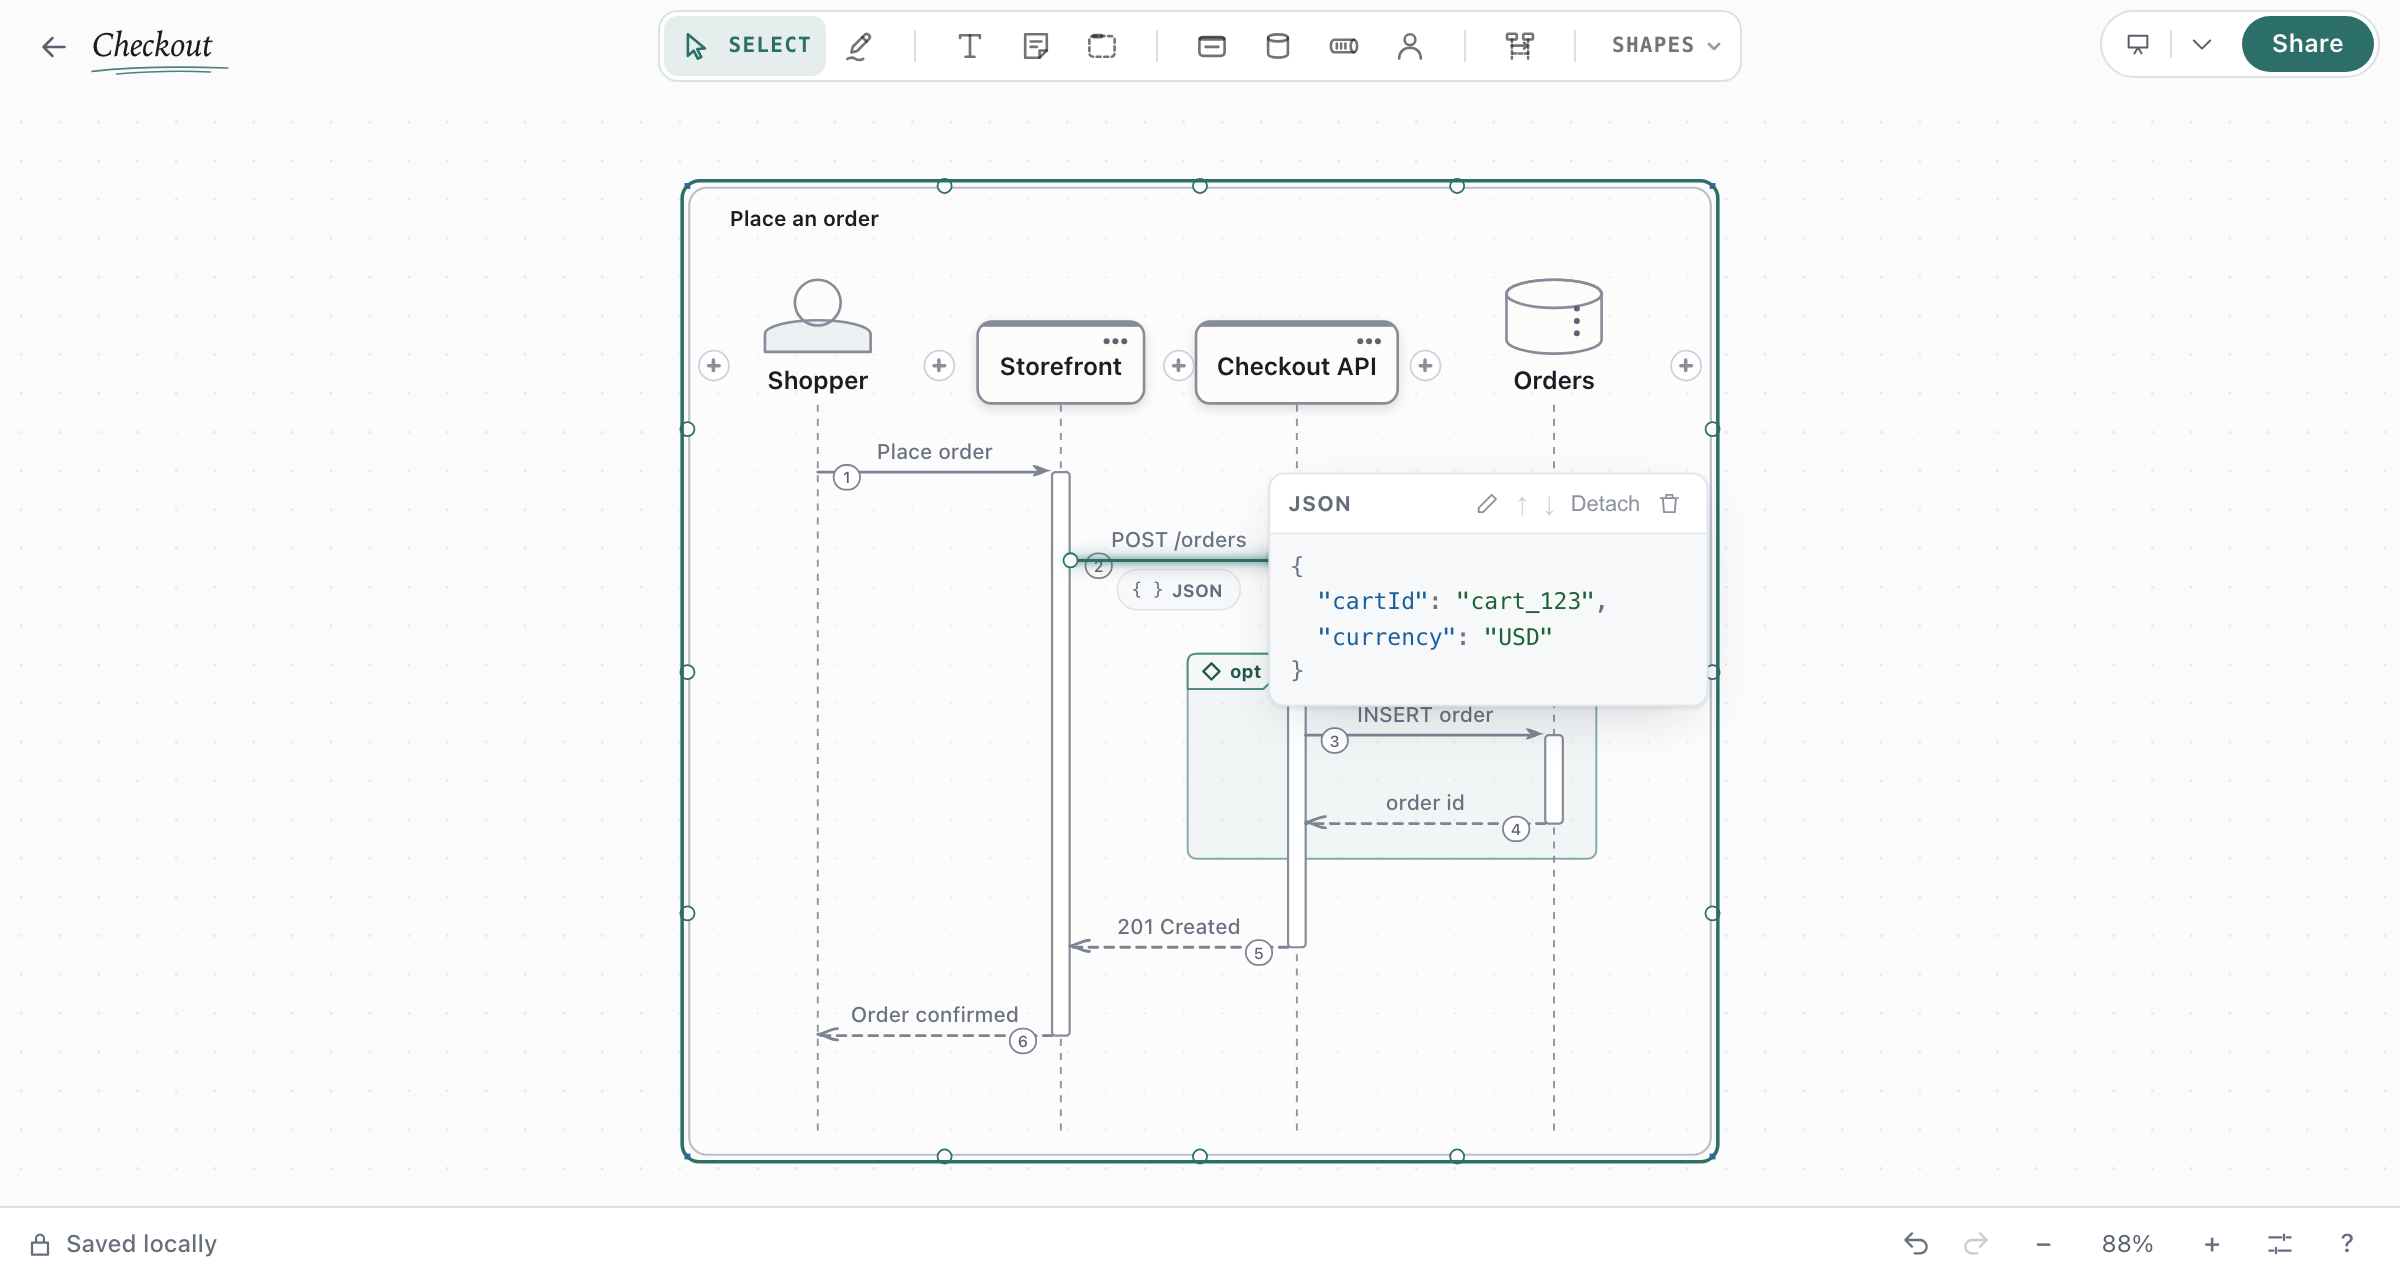 Checkout
SELECT
SHAPES
Share
Place an order
Shopper
Storefront
Checkout API
Orders
Place order
1
POST /orders
2
{ } JSON
JSON
Detach
{
"cartId": "cart_123",
"currency": "USD"
}
opt
INSERT order
3
order id
4
201 Created
5
Order confirmed
6
Saved locally
88%
?